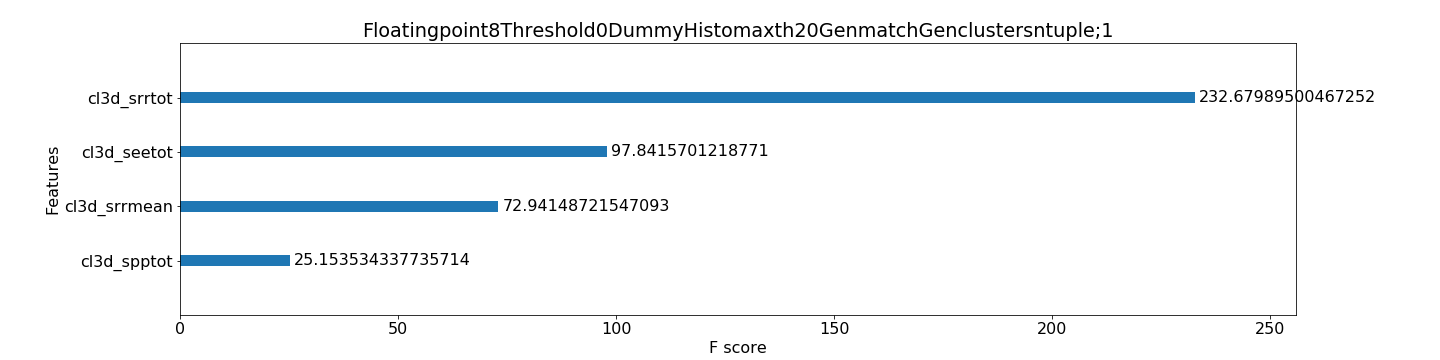 Floatingpoint8Threshold0DummyHistomaxth20GenmatchGenclustersntuple;1
Features
cl3d_srrtot
232.67989500467252
cl3d_seetot
97.8415701218771
cl3d_srrmean
72.94148721547093
cl3d_spptot
25.153534337735714
0 50 100 150 200 250
F score